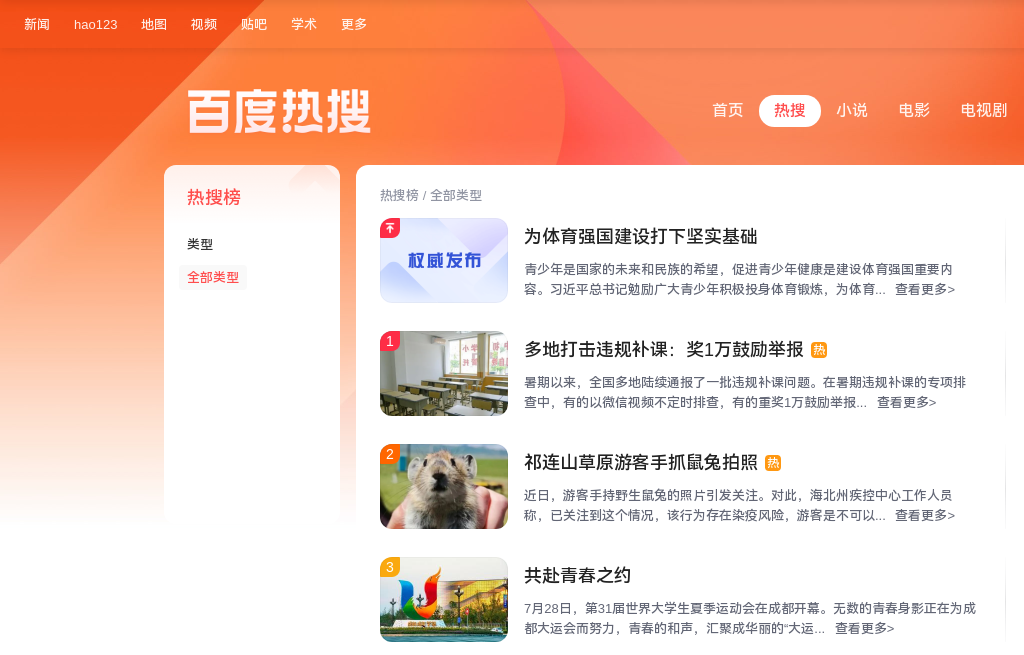 新闻 hao123 地图 视频 贴吧 学术 更多
百度热搜
首页 热搜 小说 电影 电视剧
热搜榜
类型
全部类型
热搜榜 / 全部类型
权威发布
为体育强国建设打下坚实基础
青少年是国家的未来和民族的希望，促进青少年健康是建设体育强国重要内
容。习近平总书记勉励广大青少年积极投身体育锻炼，为体育... 查看更多>
1
多地打击违规补课：奖1万鼓励举报 热
暑期以来，全国多地陆续通报了一批违规补课问题。在暑期违规补课的专项排
查中，有的以微信视频不定时排查，有的重奖1万鼓励举报... 查看更多>
2
祁连山草原游客手抓鼠兔拍照 热
近日，游客手持野生鼠兔的照片引发关注。对此，海北州疾控中心工作人员
称，已关注到这个情况，该行为存在染疫风险，游客是不可以... 查看更多>
3
共赴青春之约
7月28日，第31届世界大学生夏季运动会在成都开幕。无数的青春身影正在为成
都大运会而努力，青春的和声，汇聚成华丽的“大运... 查看更多>